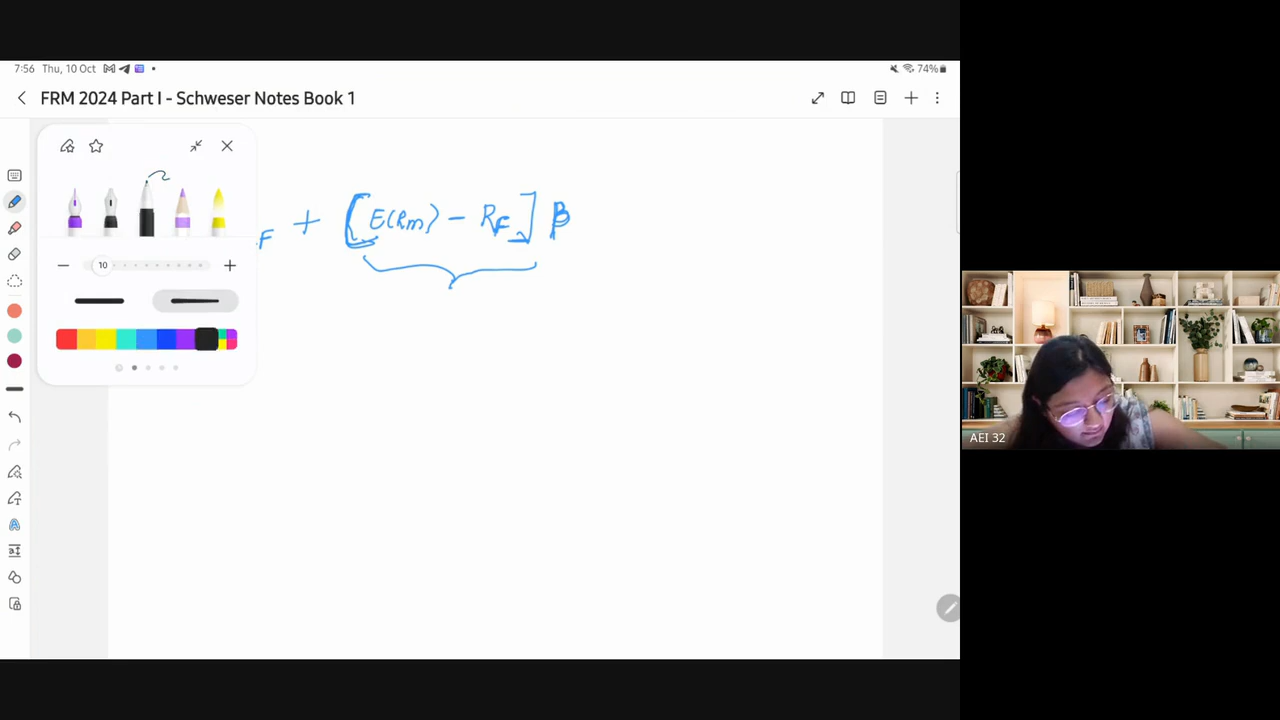 7:56 Thu, 10 Oct
74%
FRM 2024 Part I - Schweser Notes Book 1
F + [E(Rm) - RF] β
10
AEI 32